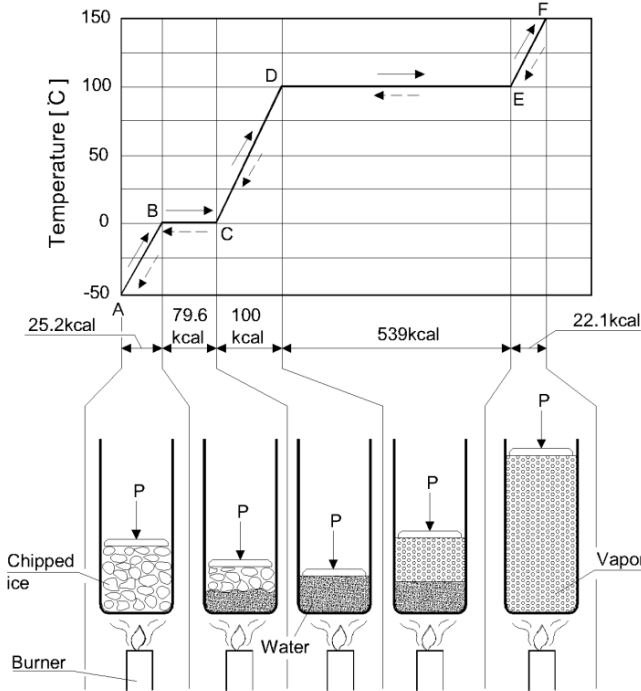 150
100
50
0
-50
Temperature [℃]
A
B
C
D
E
F
25.2kcal
79.6
kcal
100
kcal
539kcal
22.1kcal
P
P
P
P
P
Chipped
ice
Water
Vapor
Burner